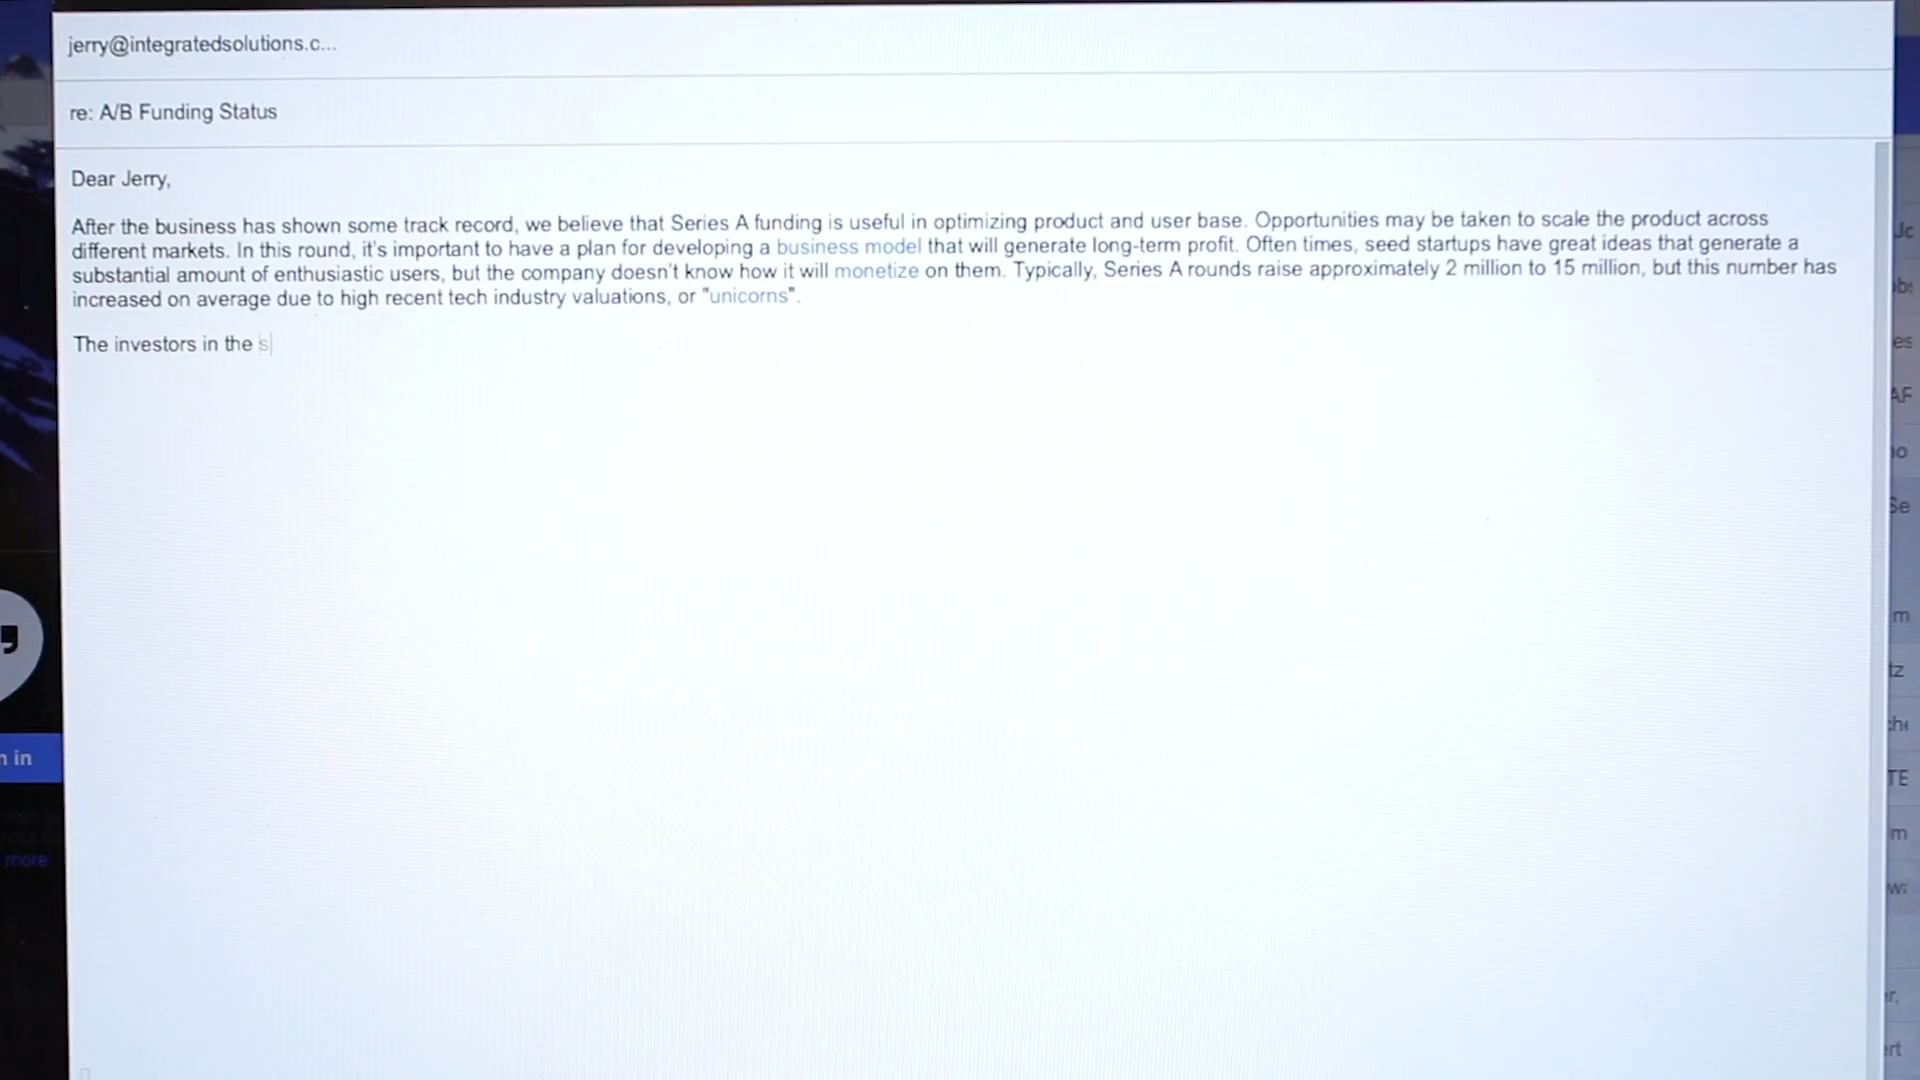 jerry@integratedsolutions.c...
re: A/B Funding Status
Dear Jerry,
After the business has shown some track record, we believe that Series A funding is useful in optimizing product and user base. Opportunities may be taken to scale the product across
different markets. In this round, it's important to have a plan for developing a business model that will generate long-term profit. Often times, seed startups have great ideas that generate a
substantial amount of enthusiastic users, but the company doesn't know how it will monetize on them. Typically, Series A rounds raise approximately 2 million to 15 million, but this number has
increased on average due to high recent tech industry valuations, or "unicorns".
The investors in the s
n in
more